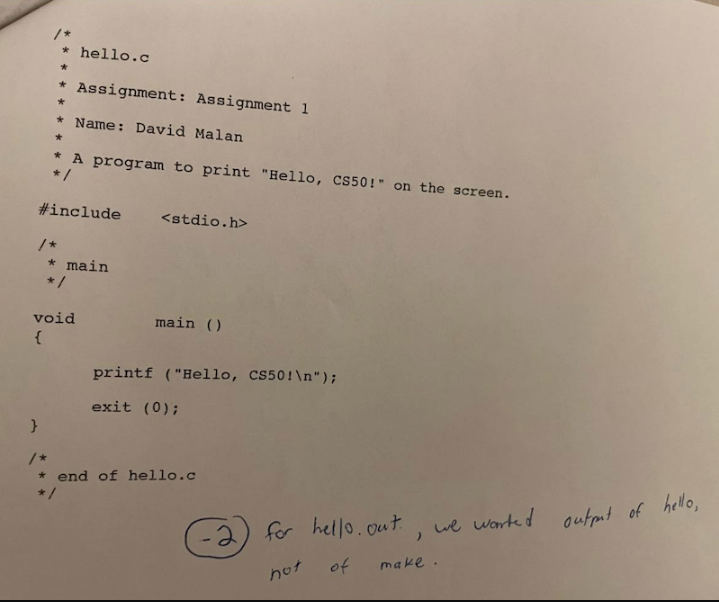 /*
* hello.c
*
* Assignment: Assignment 1
*
* Name: David Malan
*
* A program to print "Hello, CS50!" on the screen.
*/
#include <stdio.h>
/*
* main
*/
void main ()
{
printf ("Hello, CS50!\n");
exit (0);
}
/*
* end of hello.c
*/
-2 for hello.out, we wanted output of hello,
not of make.